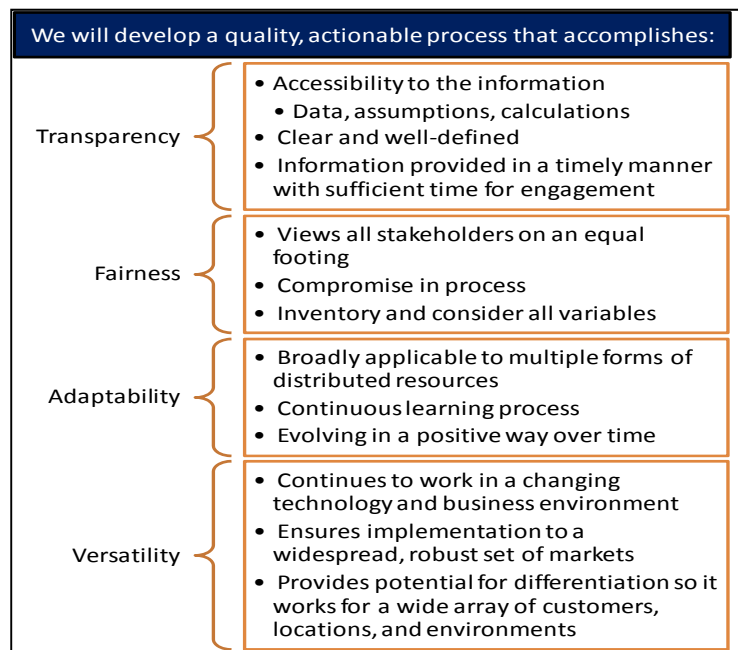 We will develop a quality, actionable process that accomplishes:
Transparency
• Accessibility to the information
• Data, assumptions, calculations
• Clear and well-defined
• Information provided in a timely manner
with sufficient time for engagement
Fairness
• Views all stakeholders on an equal
footing
• Compromise in process
• Inventory and consider all variables
Adaptability
• Broadly applicable to multiple forms of
distributed resources
• Continuous learning process
• Evolving in a positive way over time
Versatility
• Continues to work in a changing
technology and business environment
• Ensures implementation to a
widespread, robust set of markets
• Provides potential for differentiation so it
works for a wide array of customers,
locations, and environments